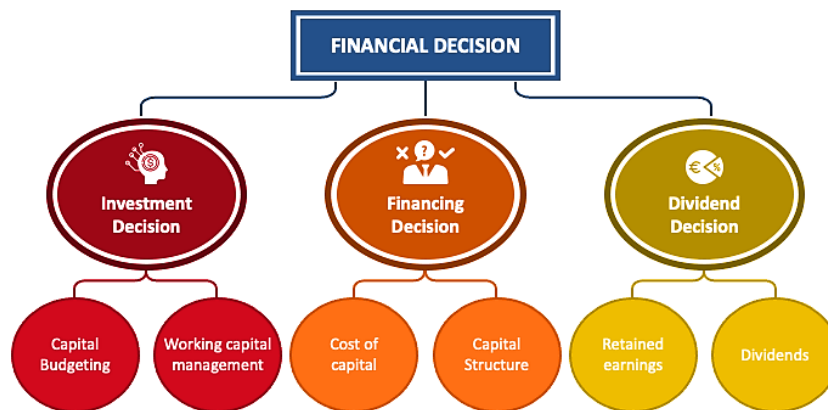 FINANCIAL DECISION
$
?
Investment
Decision
Financing
Decision
€
%
Dividend
Decision
Capital
Budgeting
Working capital
management
Cost of
capital
Capital
Structure
Retained
earnings
Dividends